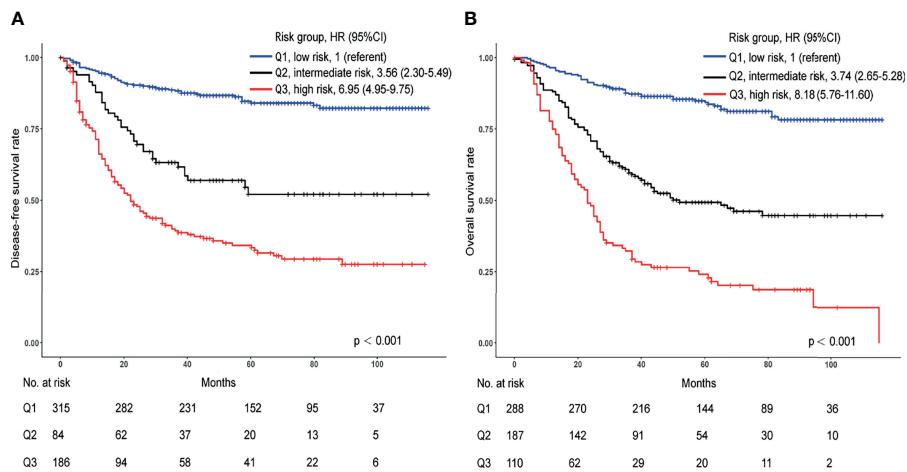 A
Risk group, HR (95%CI)
Q1, low risk, 1 (referent)
Q2, intermediate risk, 3.56 (2.30-5.49)
Q3, high risk, 6.95 (4.95-9.75)
Disease-free survival rate
1.00
0.75
0.50
0.25
0.00
p < 0.001
0 20 40 60 80 100
No. at risk Months
Q1 315 282 231 152 95 37
Q2 84 62 37 20 13 5
Q3 186 94 58 41 22 6
B
Risk group, HR (95%CI)
Q1, low risk, 1 (referent)
Q2, intermediate risk, 3.74 (2.65-5.28)
Q3, high risk, 8.18 (5.76-11.60)
Overall survival rate
1.00
0.75
0.50
0.25
0.00
p < 0.001
0 20 40 60 80 100
No. at risk Months
Q1 288 270 216 144 89 36
Q2 187 142 91 54 30 10
Q3 110 62 29 20 11 2